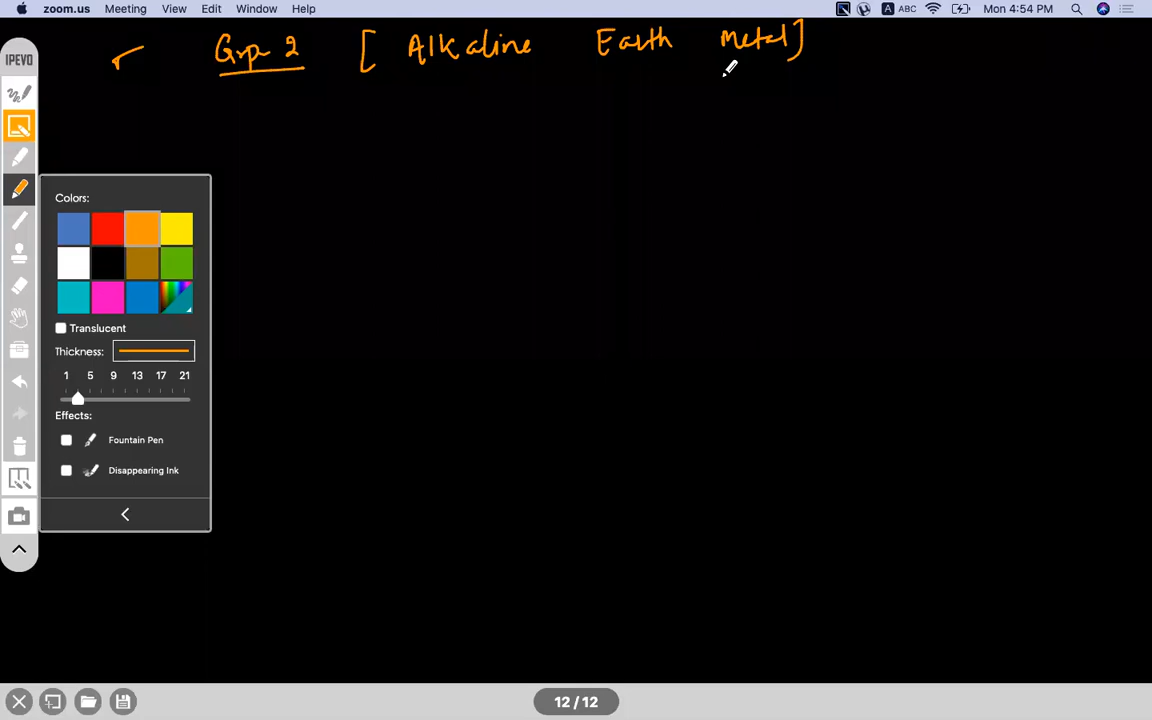 zoom.us Meeting View Edit Window Help A ABC Mon 4:54 PM
Grp 2 [Alkaline Earth Metal]
IPEVO
Colors:
Translucent
Thickness:
1 5 9 13 17 21
Effects:
Fountain Pen
Disappearing Ink
12/12